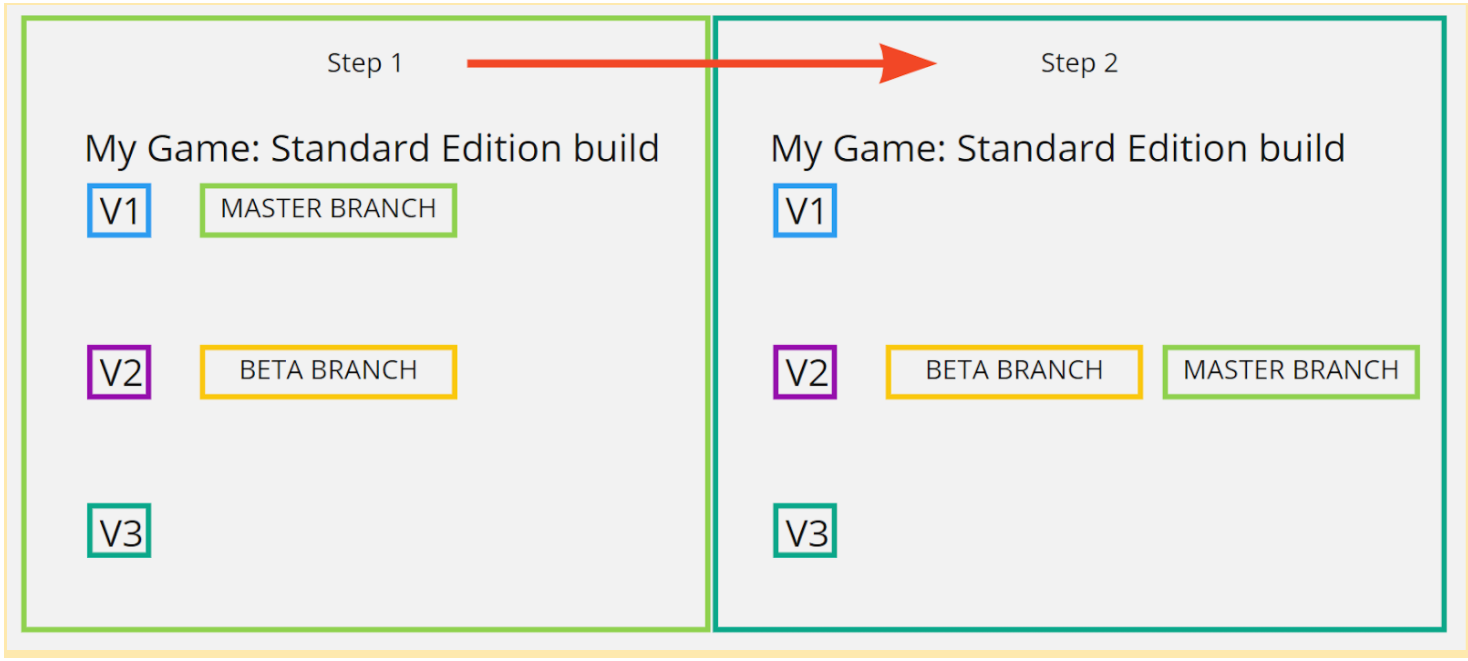 Step 1
My Game: Standard Edition build
V1 MASTER BRANCH
V2 BETA BRANCH
V3
Step 2
My Game: Standard Edition build
V1
V2 BETA BRANCH MASTER BRANCH
V3